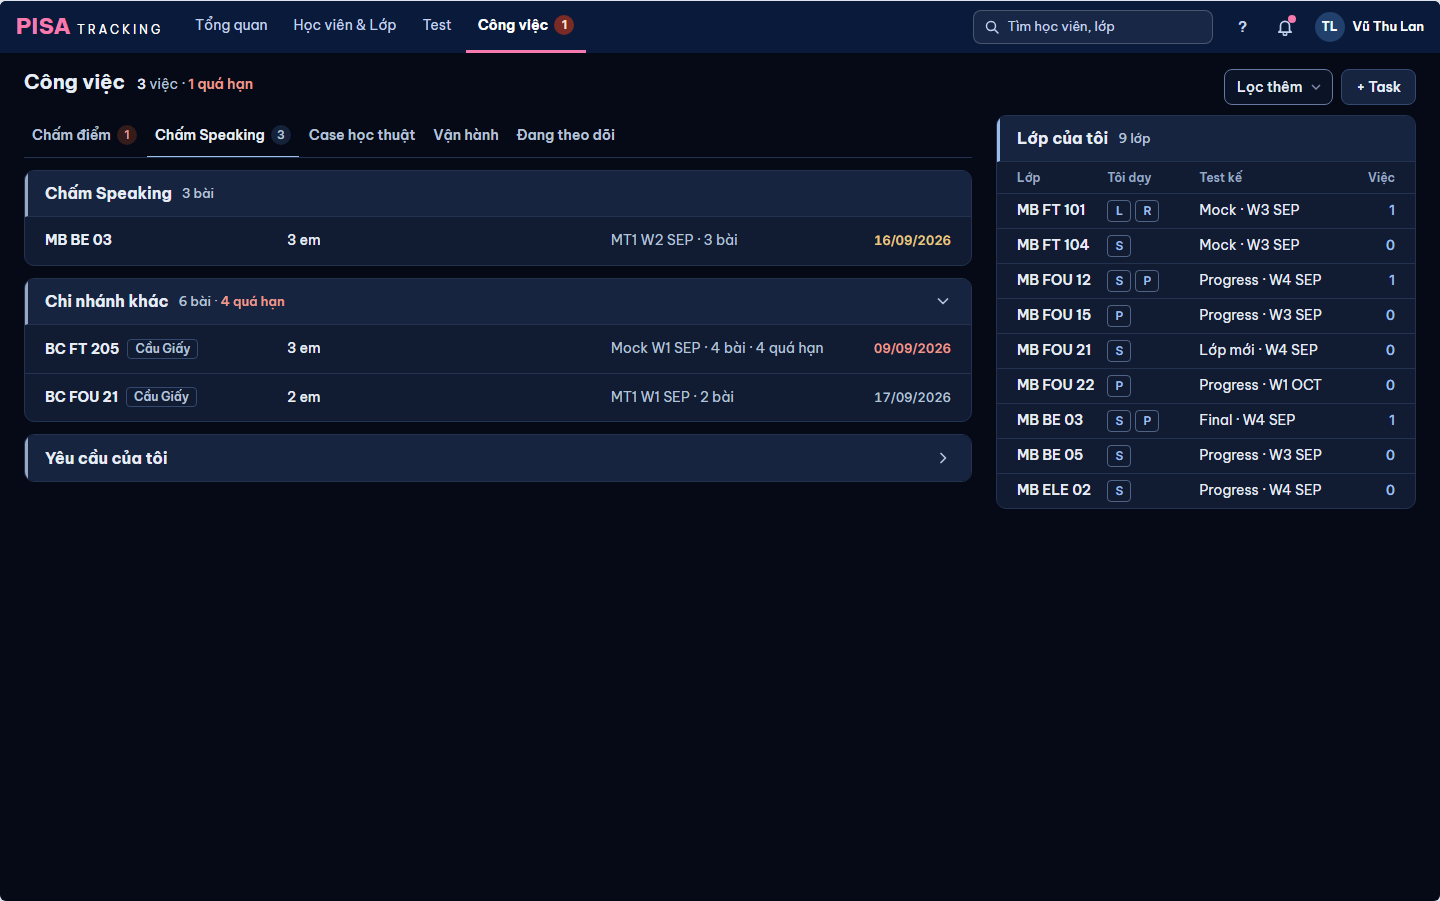 PISA TRACKING
Tổng quan
Học viên & Lớp
Test
Công việc 1
Tìm học viên, lớp
?
TL Vũ Thu Lan
Công việc 3 việc · 1 quá hạn
Lọc thêm
+ Task
Chấm điểm 1
Chấm Speaking 3
Case học thuật
Vận hành
Đang theo dõi
Chấm Speaking 3 bài
MB BE 03 3 em MT1 W2 SEP · 3 bài 16/09/2026
Chi nhánh khác 6 bài · 4 quá hạn
BC FT 205 Cầu Giấy 3 em Mock W1 SEP · 4 bài · 4 quá hạn 09/09/2026
BC FOU 21 Cầu Giấy 2 em MT1 W1 SEP · 2 bài 17/09/2026
Yêu cầu của tôi
Lớp của tôi 9 lớp
Lớp Tôi dạy Test kế Việc
MB FT 101 L R Mock · W3 SEP 1
MB FT 104 S Mock · W3 SEP 0
MB FOU 12 S P Progress · W4 SEP 1
MB FOU 15 P Progress · W3 SEP 0
MB FOU 21 S Lớp mới · W4 SEP 0
MB FOU 22 P Progress · W1 OCT 0
MB BE 03 S P Final · W4 SEP 1
MB BE 05 S Progress · W3 SEP 0
MB ELE 02 S Progress · W4 SEP 0